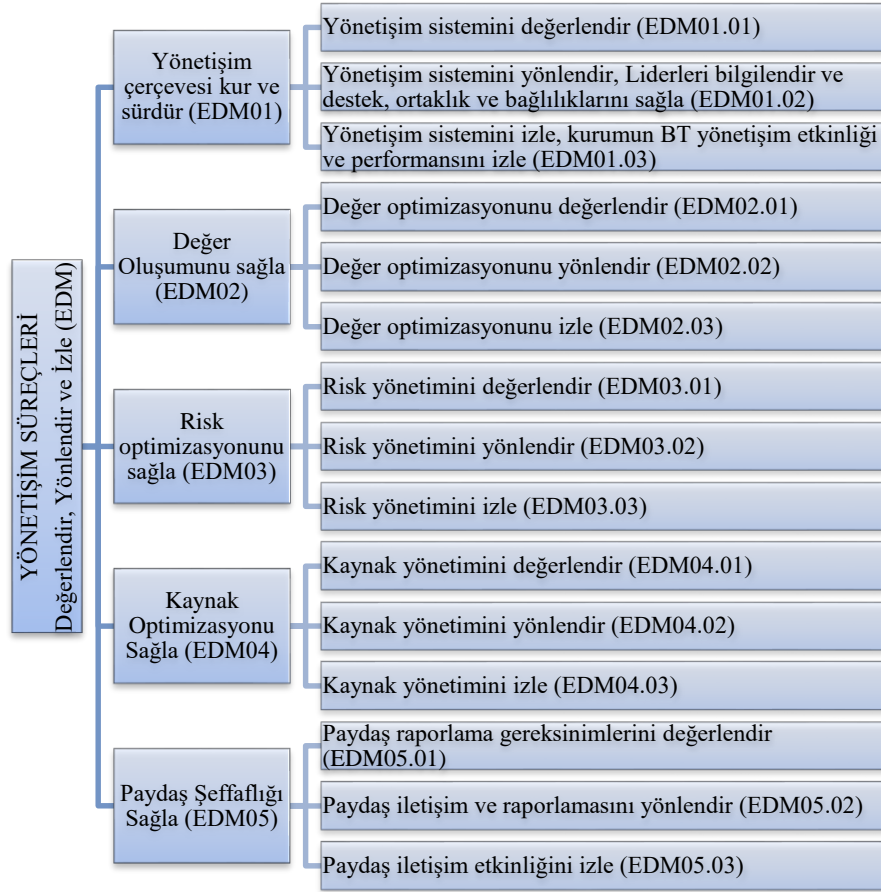 YÖNETİŞİM SÜREÇLERİ
Değerlendir, Yönlendir ve İzle (EDM)
Yönetişim
çerçevesi kur ve
sürdür (EDM01)
Yönetişim sistemini değerlendir (EDM01.01)
Yönetişim sistemini yönlendir, Liderleri bilgilendir ve
destek, ortaklık ve bağlılıklarını sağla (EDM01.02)
Yönetişim sistemini izle, kurumun BT yönetişim etkinliği
ve performansını izle (EDM01.03)
Değer
Oluşumunu sağla
(EDM02)
Değer optimizasyonunu değerlendir (EDM02.01)
Değer optimizasyonunu yönlendir (EDM02.02)
Değer optimizasyonunu izle (EDM02.03)
Risk
optimizasyonunu
sağla (EDM03)
Risk yönetimini değerlendir (EDM03.01)
Risk yönetimini yönlendir (EDM03.02)
Risk yönetimini izle (EDM03.03)
Kaynak
Optimizasyonu
Sağla (EDM04)
Kaynak yönetimini değerlendir (EDM04.01)
Kaynak yönetimini yönlendir (EDM04.02)
Kaynak yönetimini izle (EDM04.03)
Paydaş Şeffaflığı
Sağla (EDM05)
Paydaş raporlama gereksinimlerini değerlendir
(EDM05.01)
Paydaş iletişim ve raporlamasını yönlendir (EDM05.02)
Paydaş iletişim etkinliğini izle (EDM05.03)